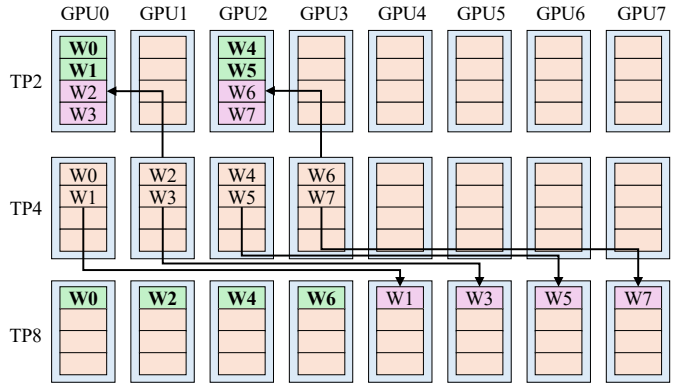 GPU0 GPU1 GPU2 GPU3 GPU4 GPU5 GPU6 GPU7
TP2
W0 W4
W1 W5
W2 W6
W3 W7
TP4
W0 W2 W4 W6
W1 W3 W5 W7
TP8
W0 W2 W4 W6 W1 W3 W5 W7